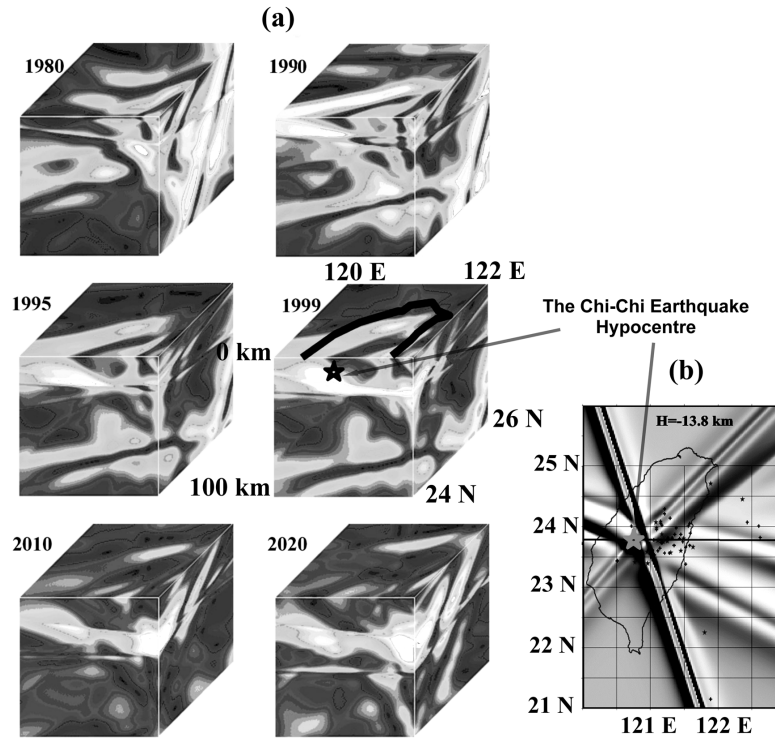 (a)
1980
1990
120 E
122 E
1995
1999
The Chi-Chi Earthquake
Hypocentre
0 km
(b)
H=-13.8 km
26 N
25 N
100 km
24 N
24 N
23 N
2010
2020
22 N
21 N
121 E
122 E